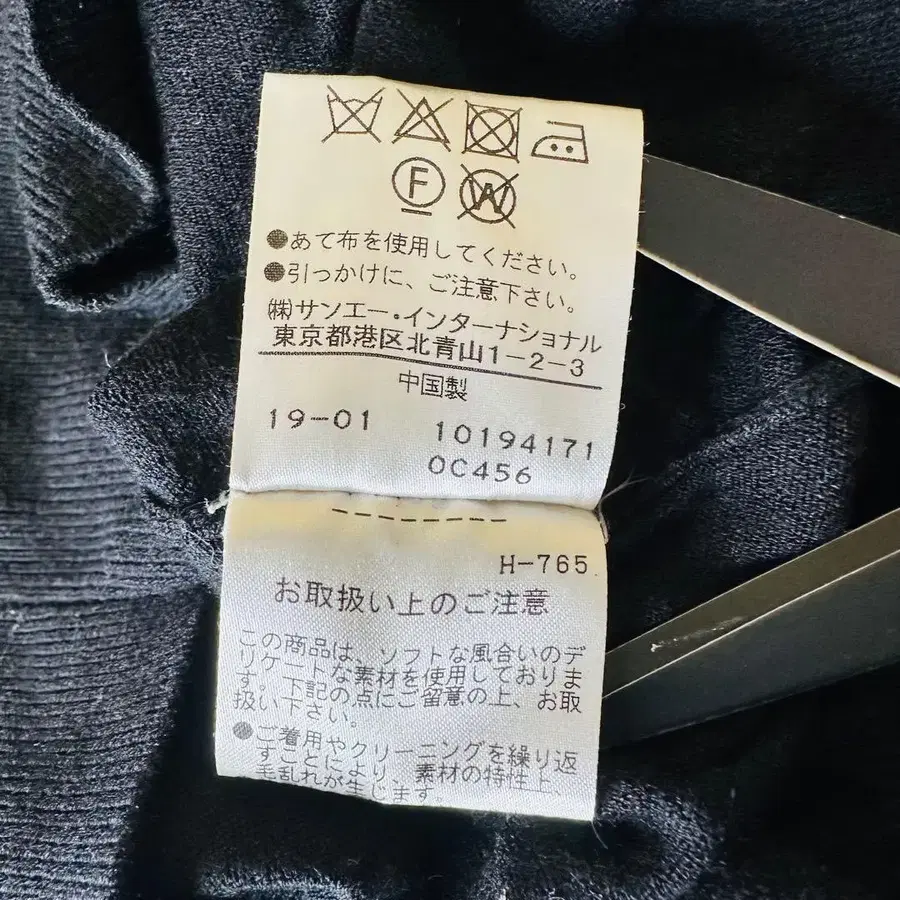 F W
●あて布を使用してください。
●引っかけに、ご注意下さい。
㈱サンエー・インターナショナル
東京都港区北青山1-2-3
中国製
19-01 10194171
0C456
H-765
お取扱い上のご注意
この商品は、ソフトな風合いのデ
リケートな素材を使用しておりま
す。下記の点にご留意の上、お取
扱い下さい。
●ご着用やクリーニングを繰り返
すことにより、素材の特性上、
毛乱れが生じます。